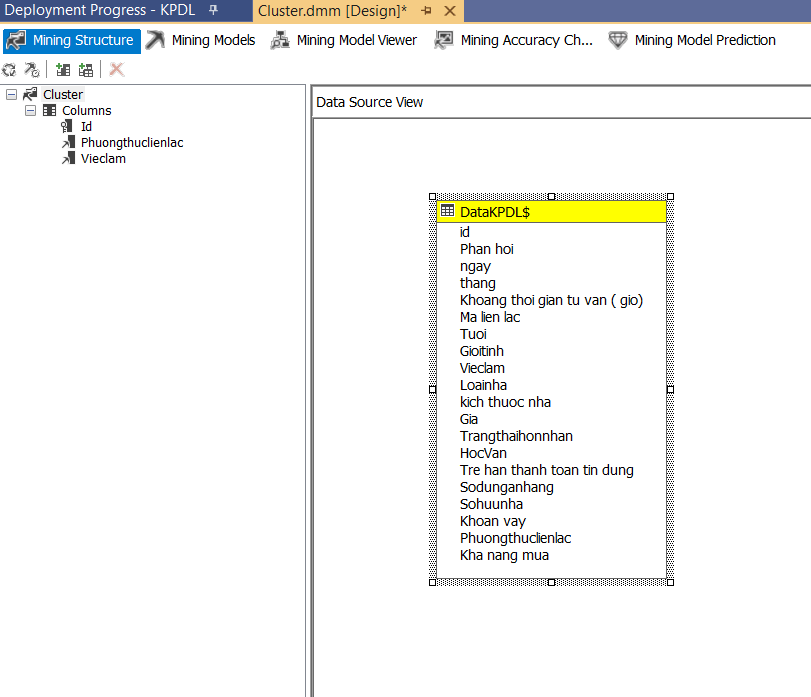 Deployment Progress - KPDL
Cluster.dmm [Design]*
Mining Structure
Mining Models
Mining Model Viewer
Mining Accuracy Ch...
Mining Model Prediction
Cluster
Columns
Id
Phuongthuclienlac
Vieclam
Data Source View
DataKPDL$
id
Phan hoi
ngay
thang
Khoang thoi gian tu van ( gio)
Ma lien lac
Tuoi
Gioitinh
Vieclam
Loainha
kich thuoc nha
Gia
Trangthaihonnhan
HocVan
Tre han thanh toan tin dung
Sodunganhang
Sohuunha
Khoan vay
Phuongthuclienlac
Kha nang mua